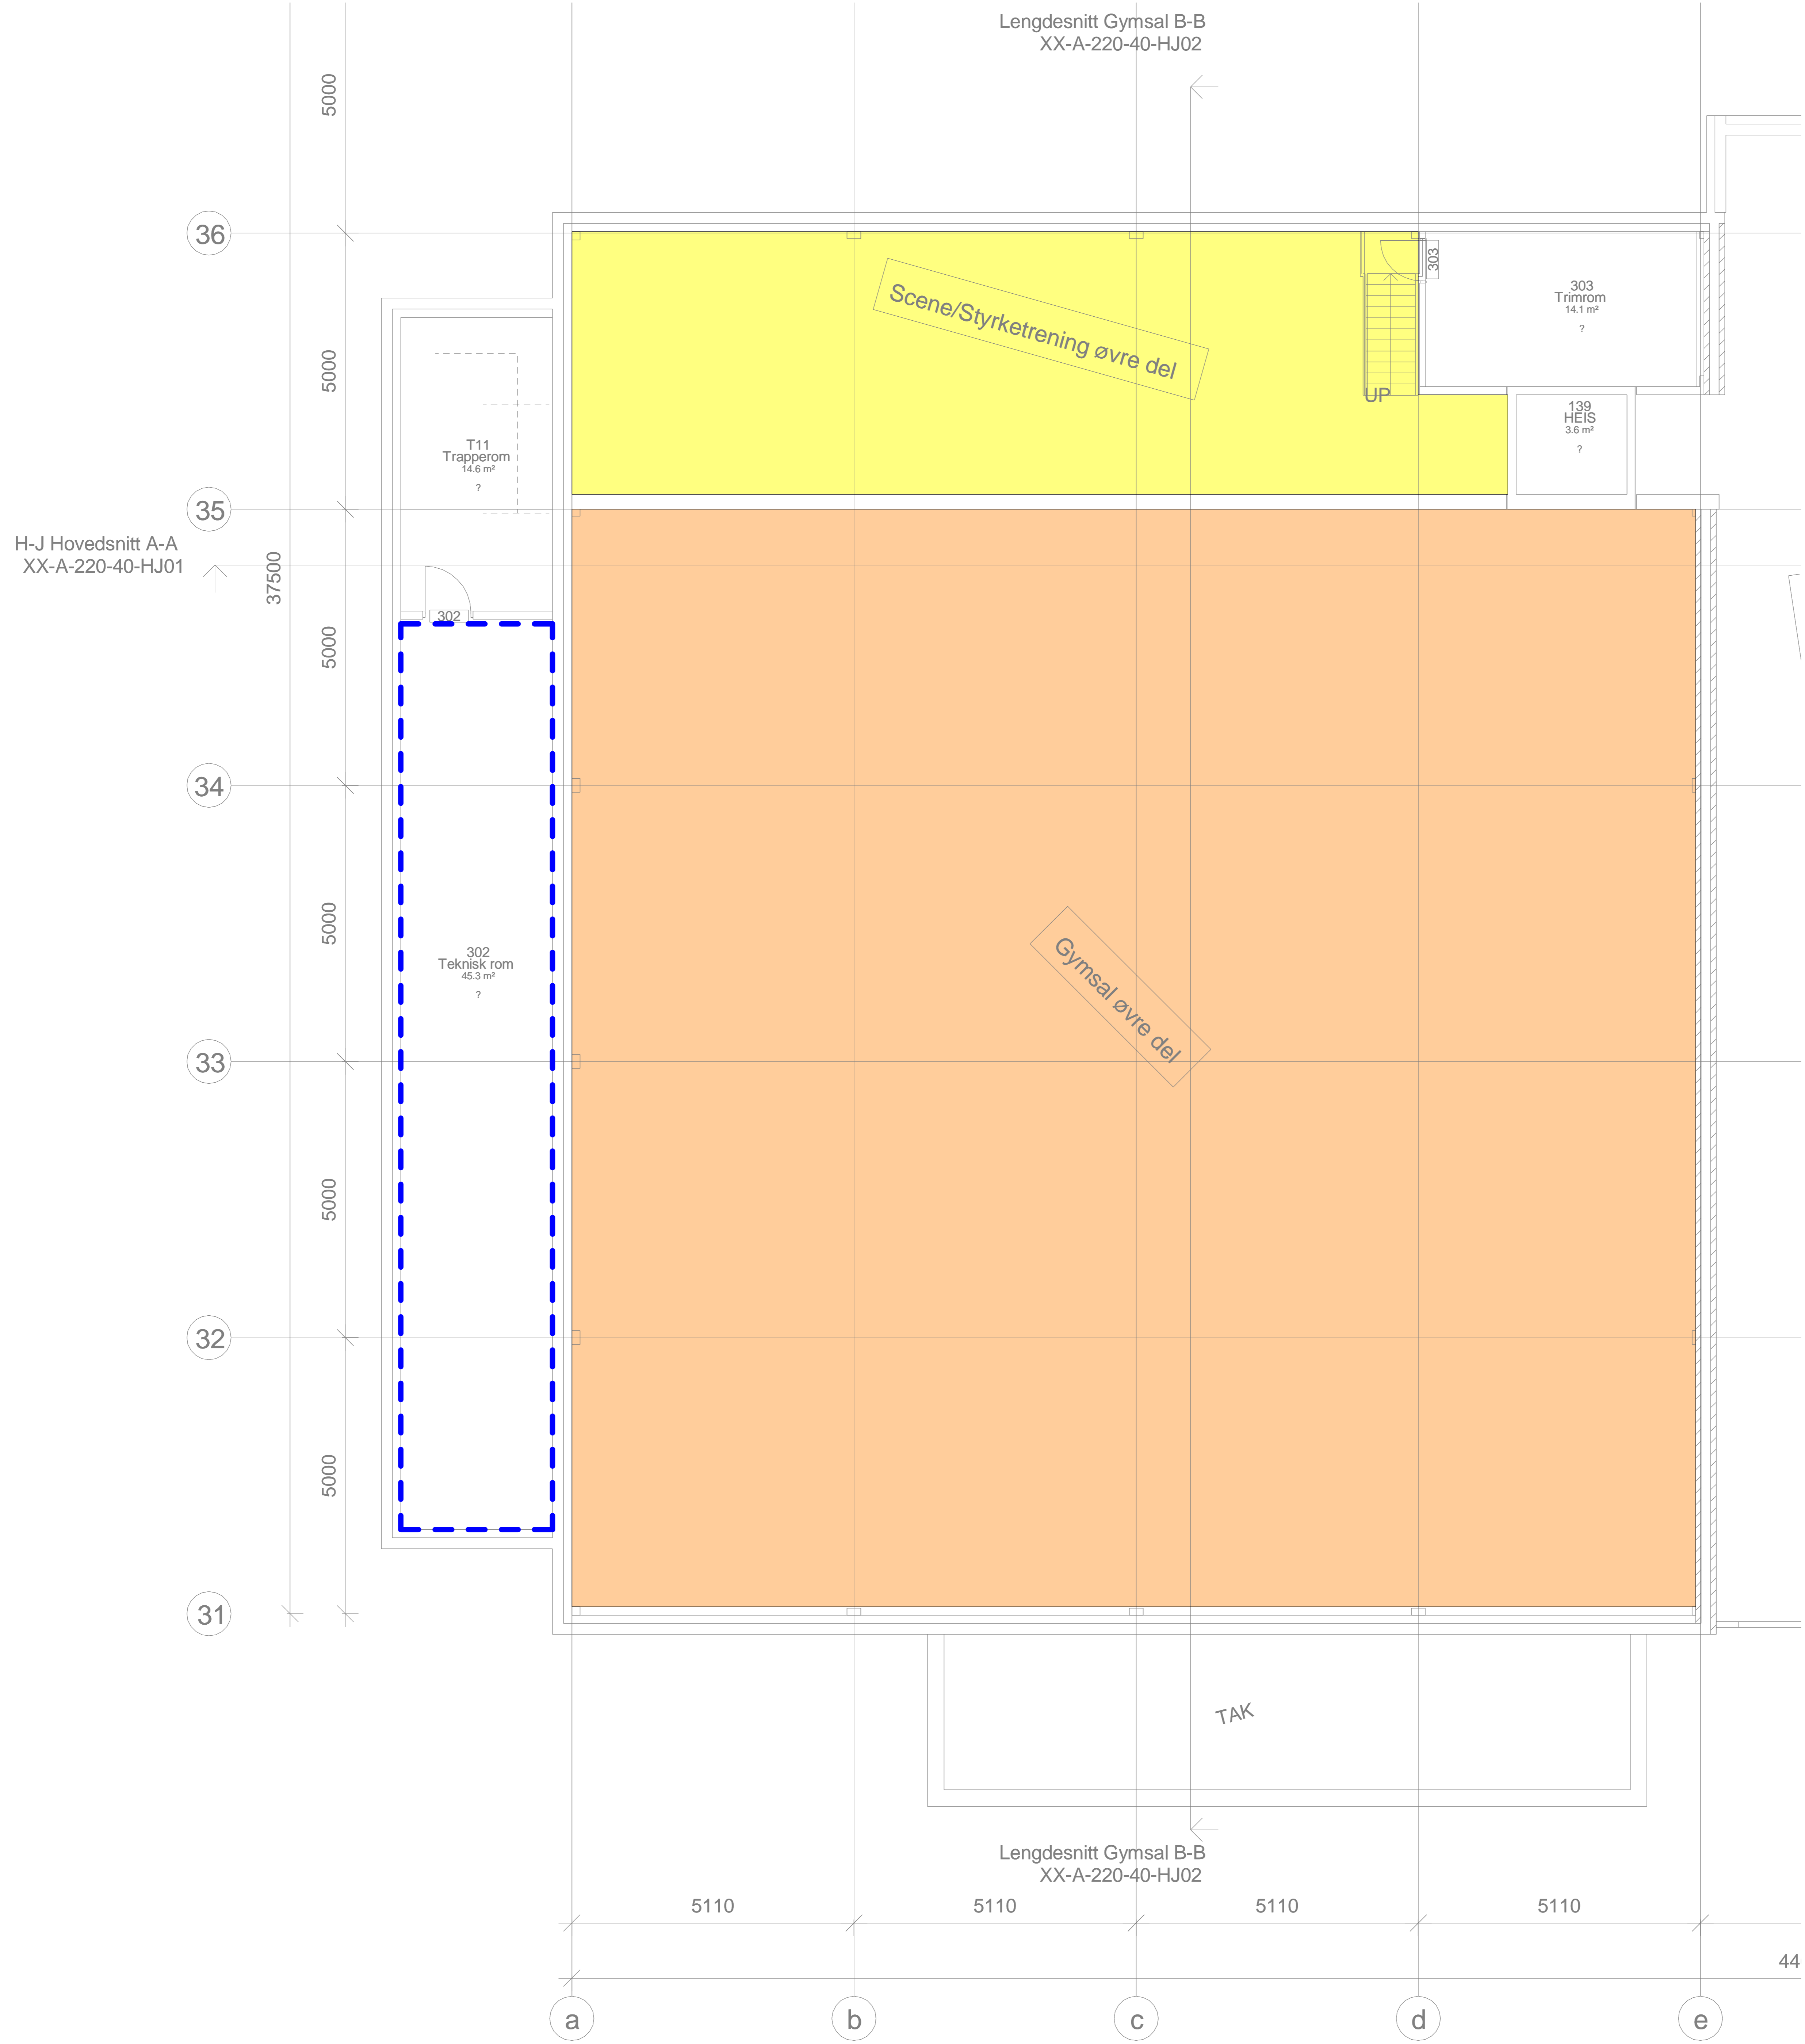 Lengdesnitt Gymsal B-B
XX-A-220-40-HJ02
5000
36
303
303
Trimrom
14.1 m²
?
Scene/Styrketrening øvre del
5000
UP
139
HEIS
3.6 m²
?
T11
Trapperom
14.6 m²
?
35
H-J Hovedsnitt A-A
XX-A-220-40-HJ01
37500
302
5000
34
5000
302
Teknisk rom
45.3 m²
?
Gymsal øvre del
33
5000
32
5000
31
TAK
Lengdesnitt Gymsal B-B
XX-A-220-40-HJ02
5110
5110
5110
5110
a
b
c
d
e